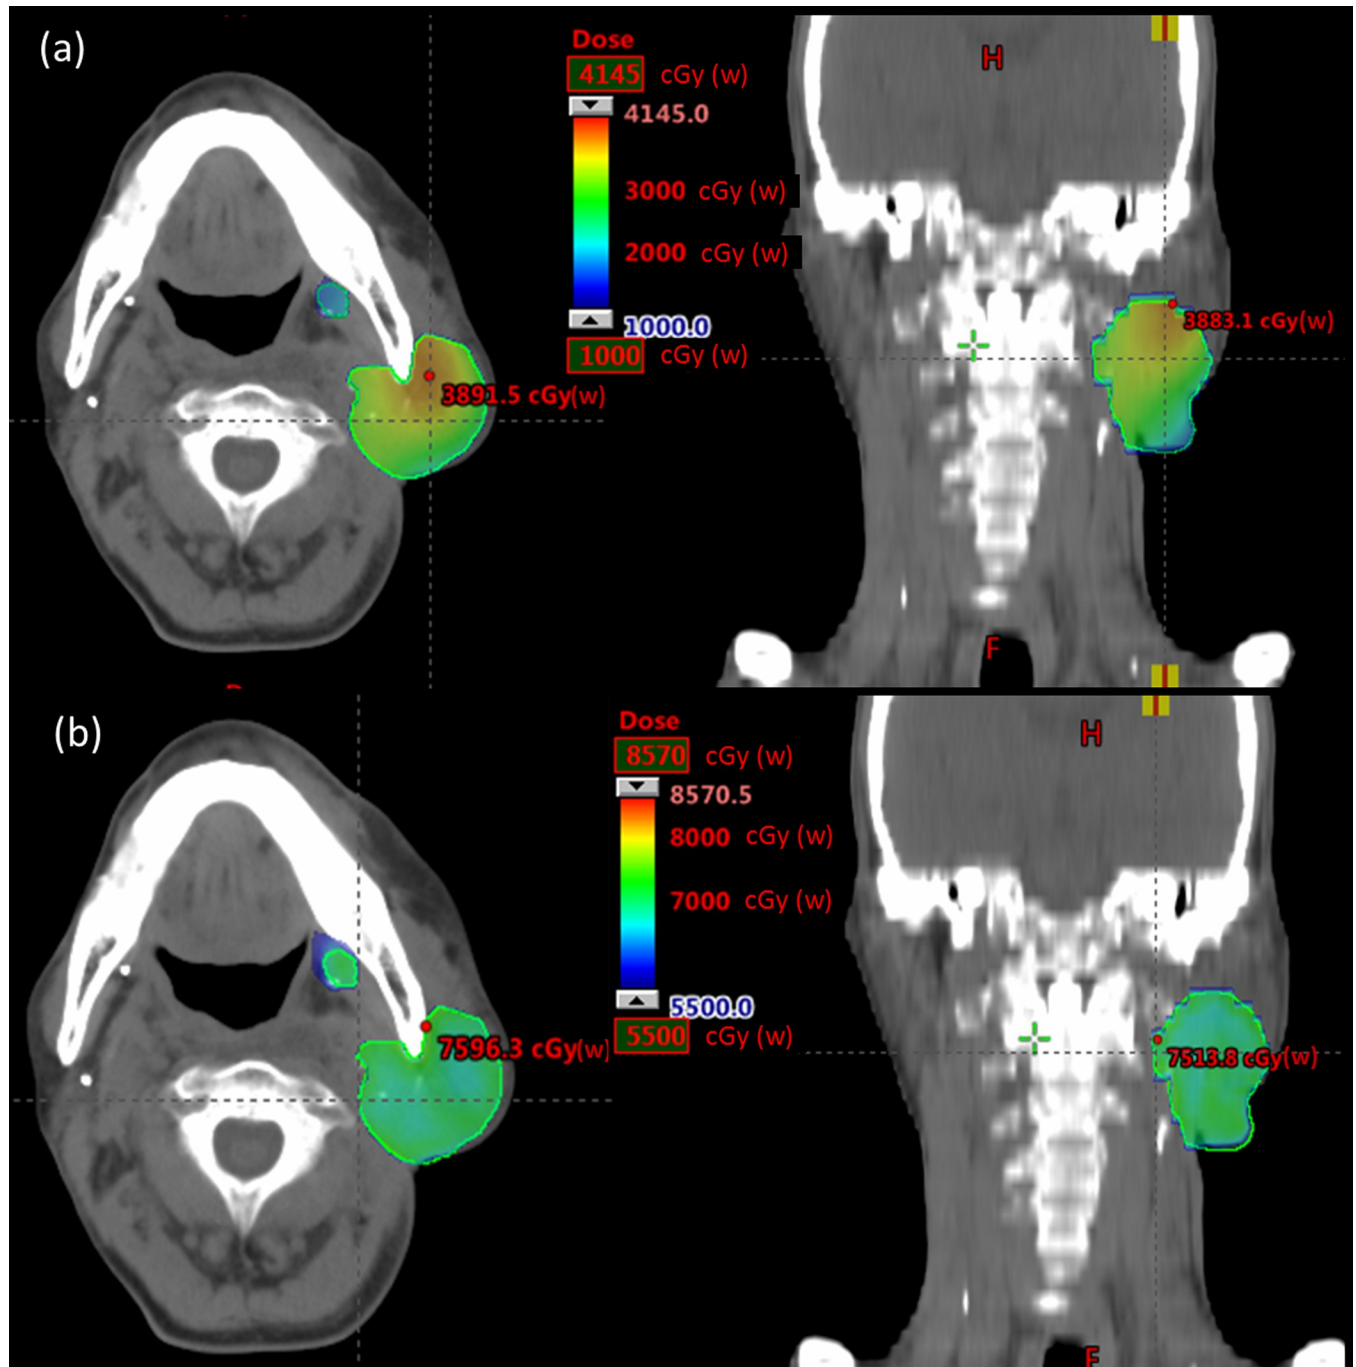 (a)
Dose
4145 cGy (w)
4145.0
3000 cGy (w)
2000 cGy (w)
1000.0
1000 cGy (w)
3891.5 cGy(w)
H
3883.1 cGy(w)
F
(b)
Dose
8570 cGy (w)
8570.5
8000 cGy (w)
7000 cGy (w)
5500.0
5500 cGy (w)
7596.3 cGy(w)
H
7513.8 cGy(w)
F